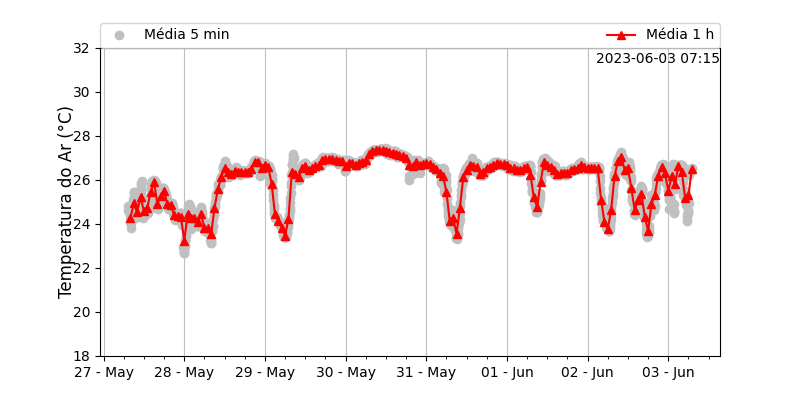 Média 5 min
Média 1 h
2023-06-03 07:15
Temperatura do Ar (°C)
32
30
28
26
24
22
20
18
27 - May
28 - May
29 - May
30 - May
31 - May
01 - Jun
02 - Jun
03 - Jun